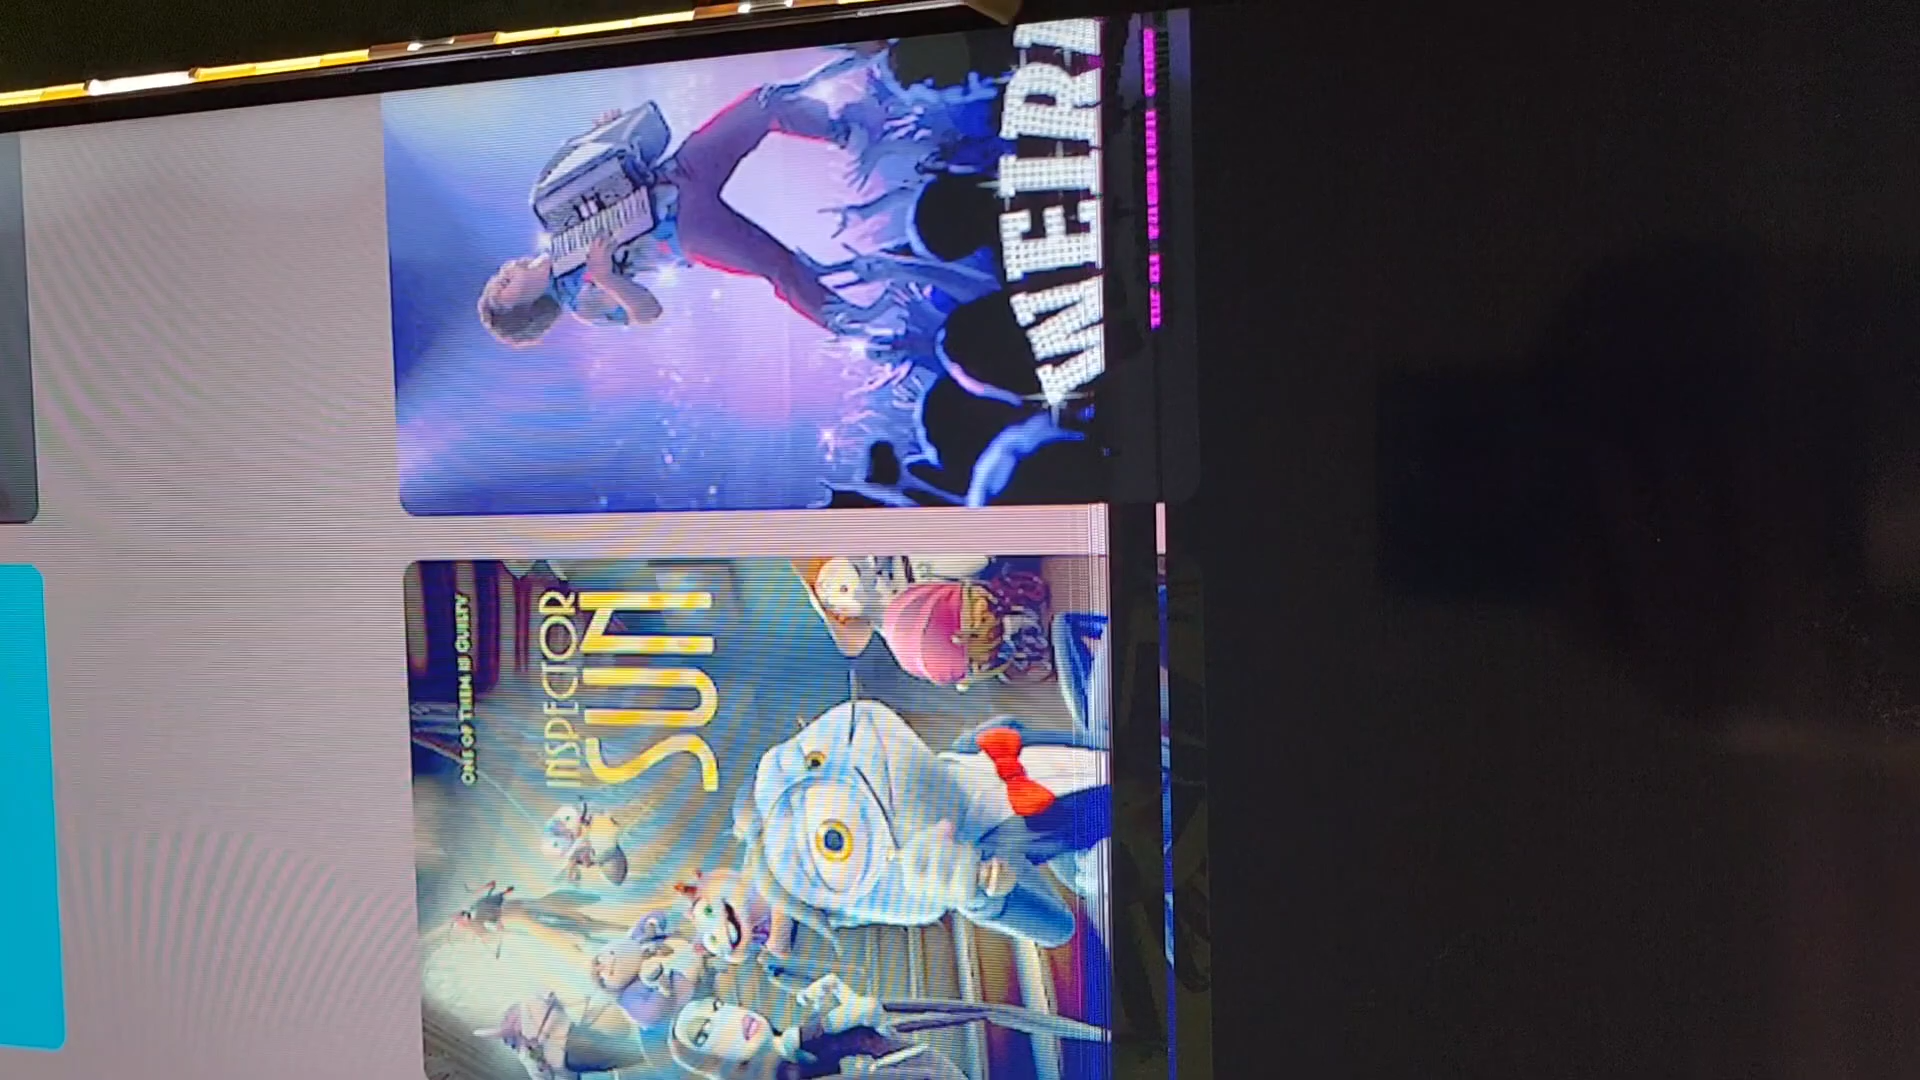 ONE OF THEM IS GUILTY
INSPECTOR
SUN
WEIRD